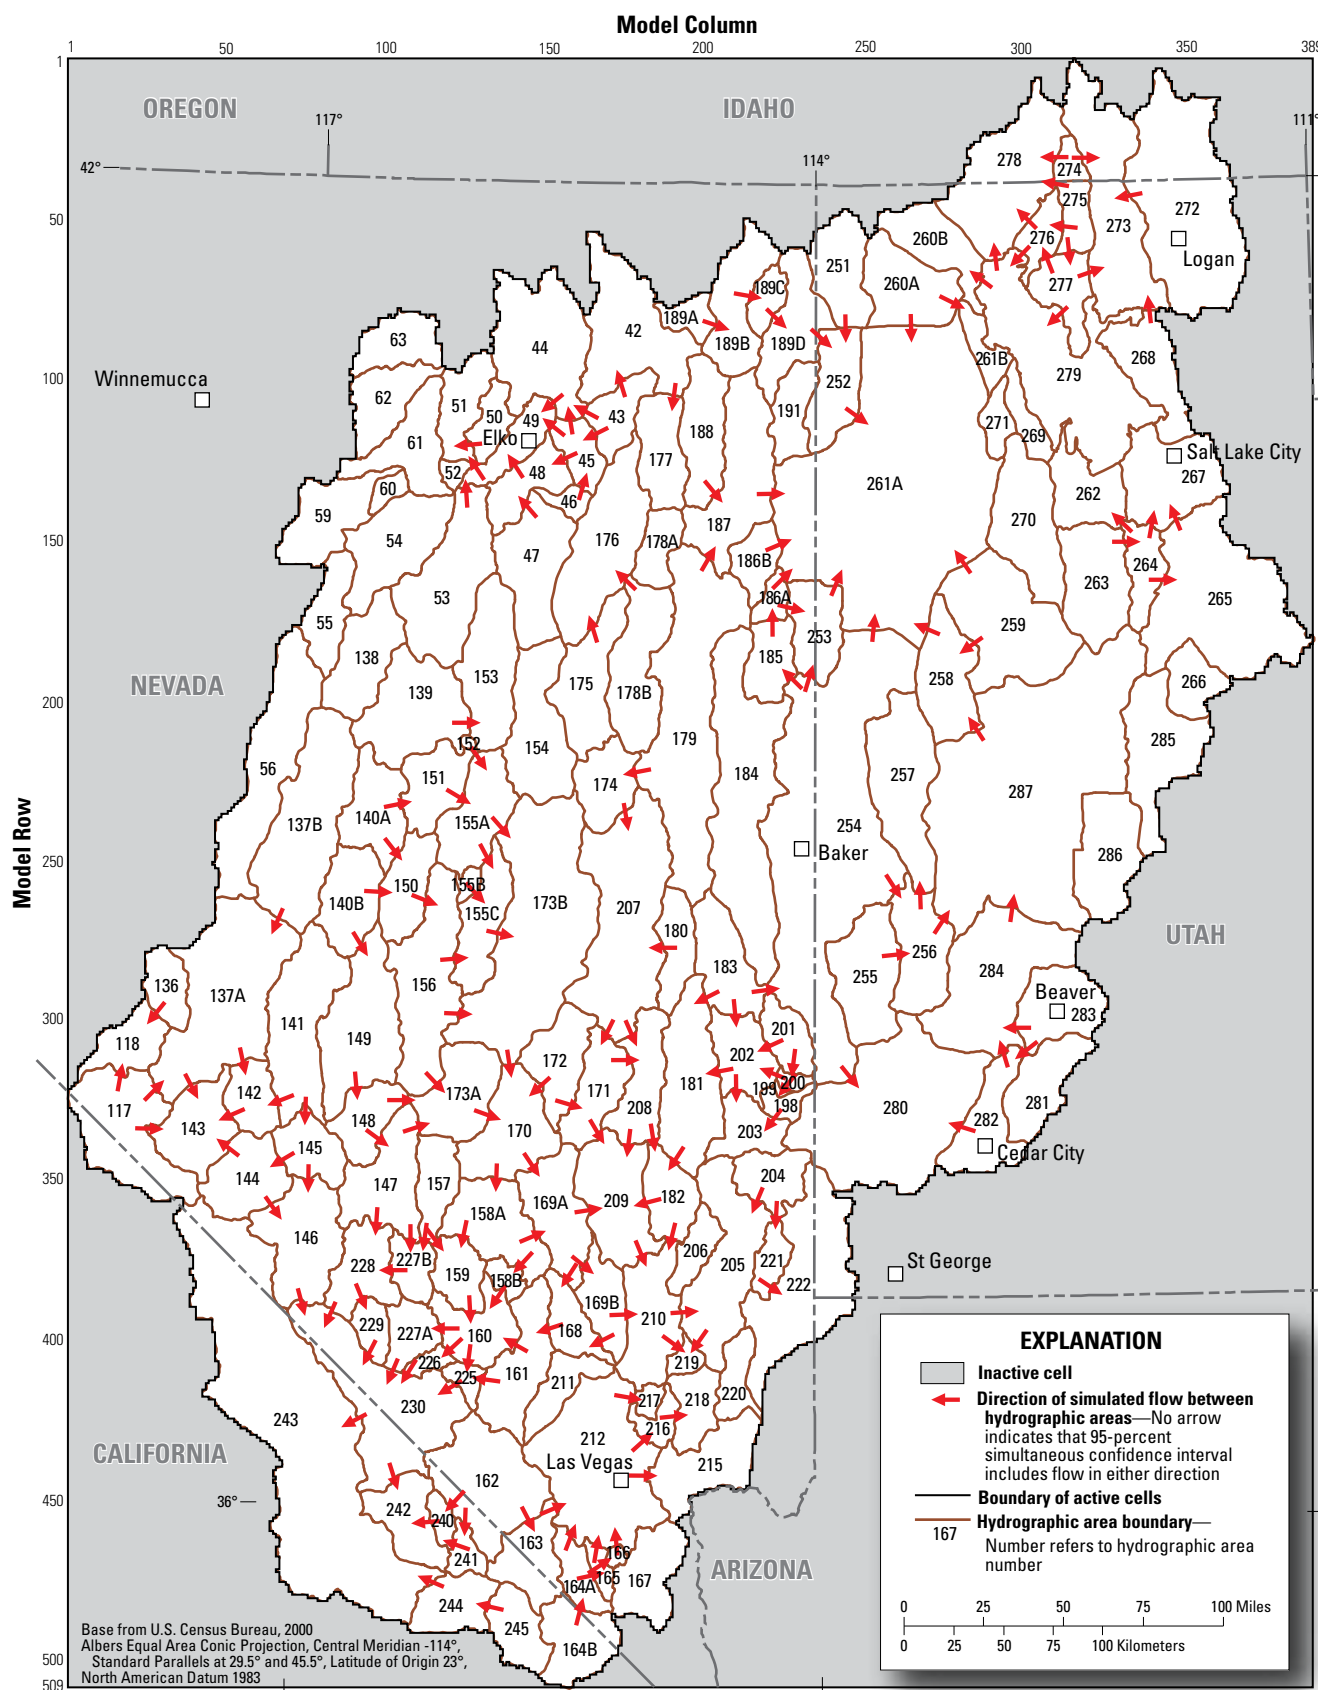 Model Column
1 50 100 150 200 250 300 350 389
1
OREGON IDAHO
117° 111°
42° 114°
278 274
275
272
50
273
276
260B
Logan
251
277
189C 260A
189A
63 42
44 189B 189D 268
261B
279
Winnemucca 100
252
62 51 50 49 43 191 271
Elko 188 269
61
Salt Lake City
52 48 45 177 267
261A
60 46 262
59 187 270
54 150 176 178A
47 186B 264
263
53 186A 265
55 259
253
138 185
153 258 266
NEVADA 139 175 178B
200
152 179 285
154
56 151 174 184 257 287
140A
137B 155A 254
Model Row
250 Baker 286
155B
150
140B 173B 207
155C
180 UTAH
256
183 255 284
136 156
137A Beaver
283
300 141 201
149
118 172 202
200
142 173A 171 181 199
117 208 198 280 281
143 148 282
170 203
145
Cedar City
350 144 147 157 204
169A 209 182
158A
146
206
228 227B 205 221 St George
159 158B
222
169B
229 210
400 227A 160 168
226 219
225 161
211 220
230 217 218
243
216
212
CALIFORNIA 215
Las Vegas
162
450 36°
242
240
163
241
166
164A 165 167
ARIZONA
244
245
164B
500
509
EXPLANATION
Inactive cell
Direction of simulated flow between
hydrographic areas—No arrow
indicates that 95-percent
simultaneous confidence interval
includes flow in either direction
Boundary of active cells
Hydrographic area boundary—
167 Number refers to hydrographic area
number
0 25 50 75 100 Miles
0 25 50 75 100 Kilometers
Base from U.S. Census Bureau, 2000
Albers Equal Area Conic Projection, Central Meridian -114°,
Standard Parallels at 29.5° and 45.5°, Latitude of Origin 23°,
North American Datum 1983